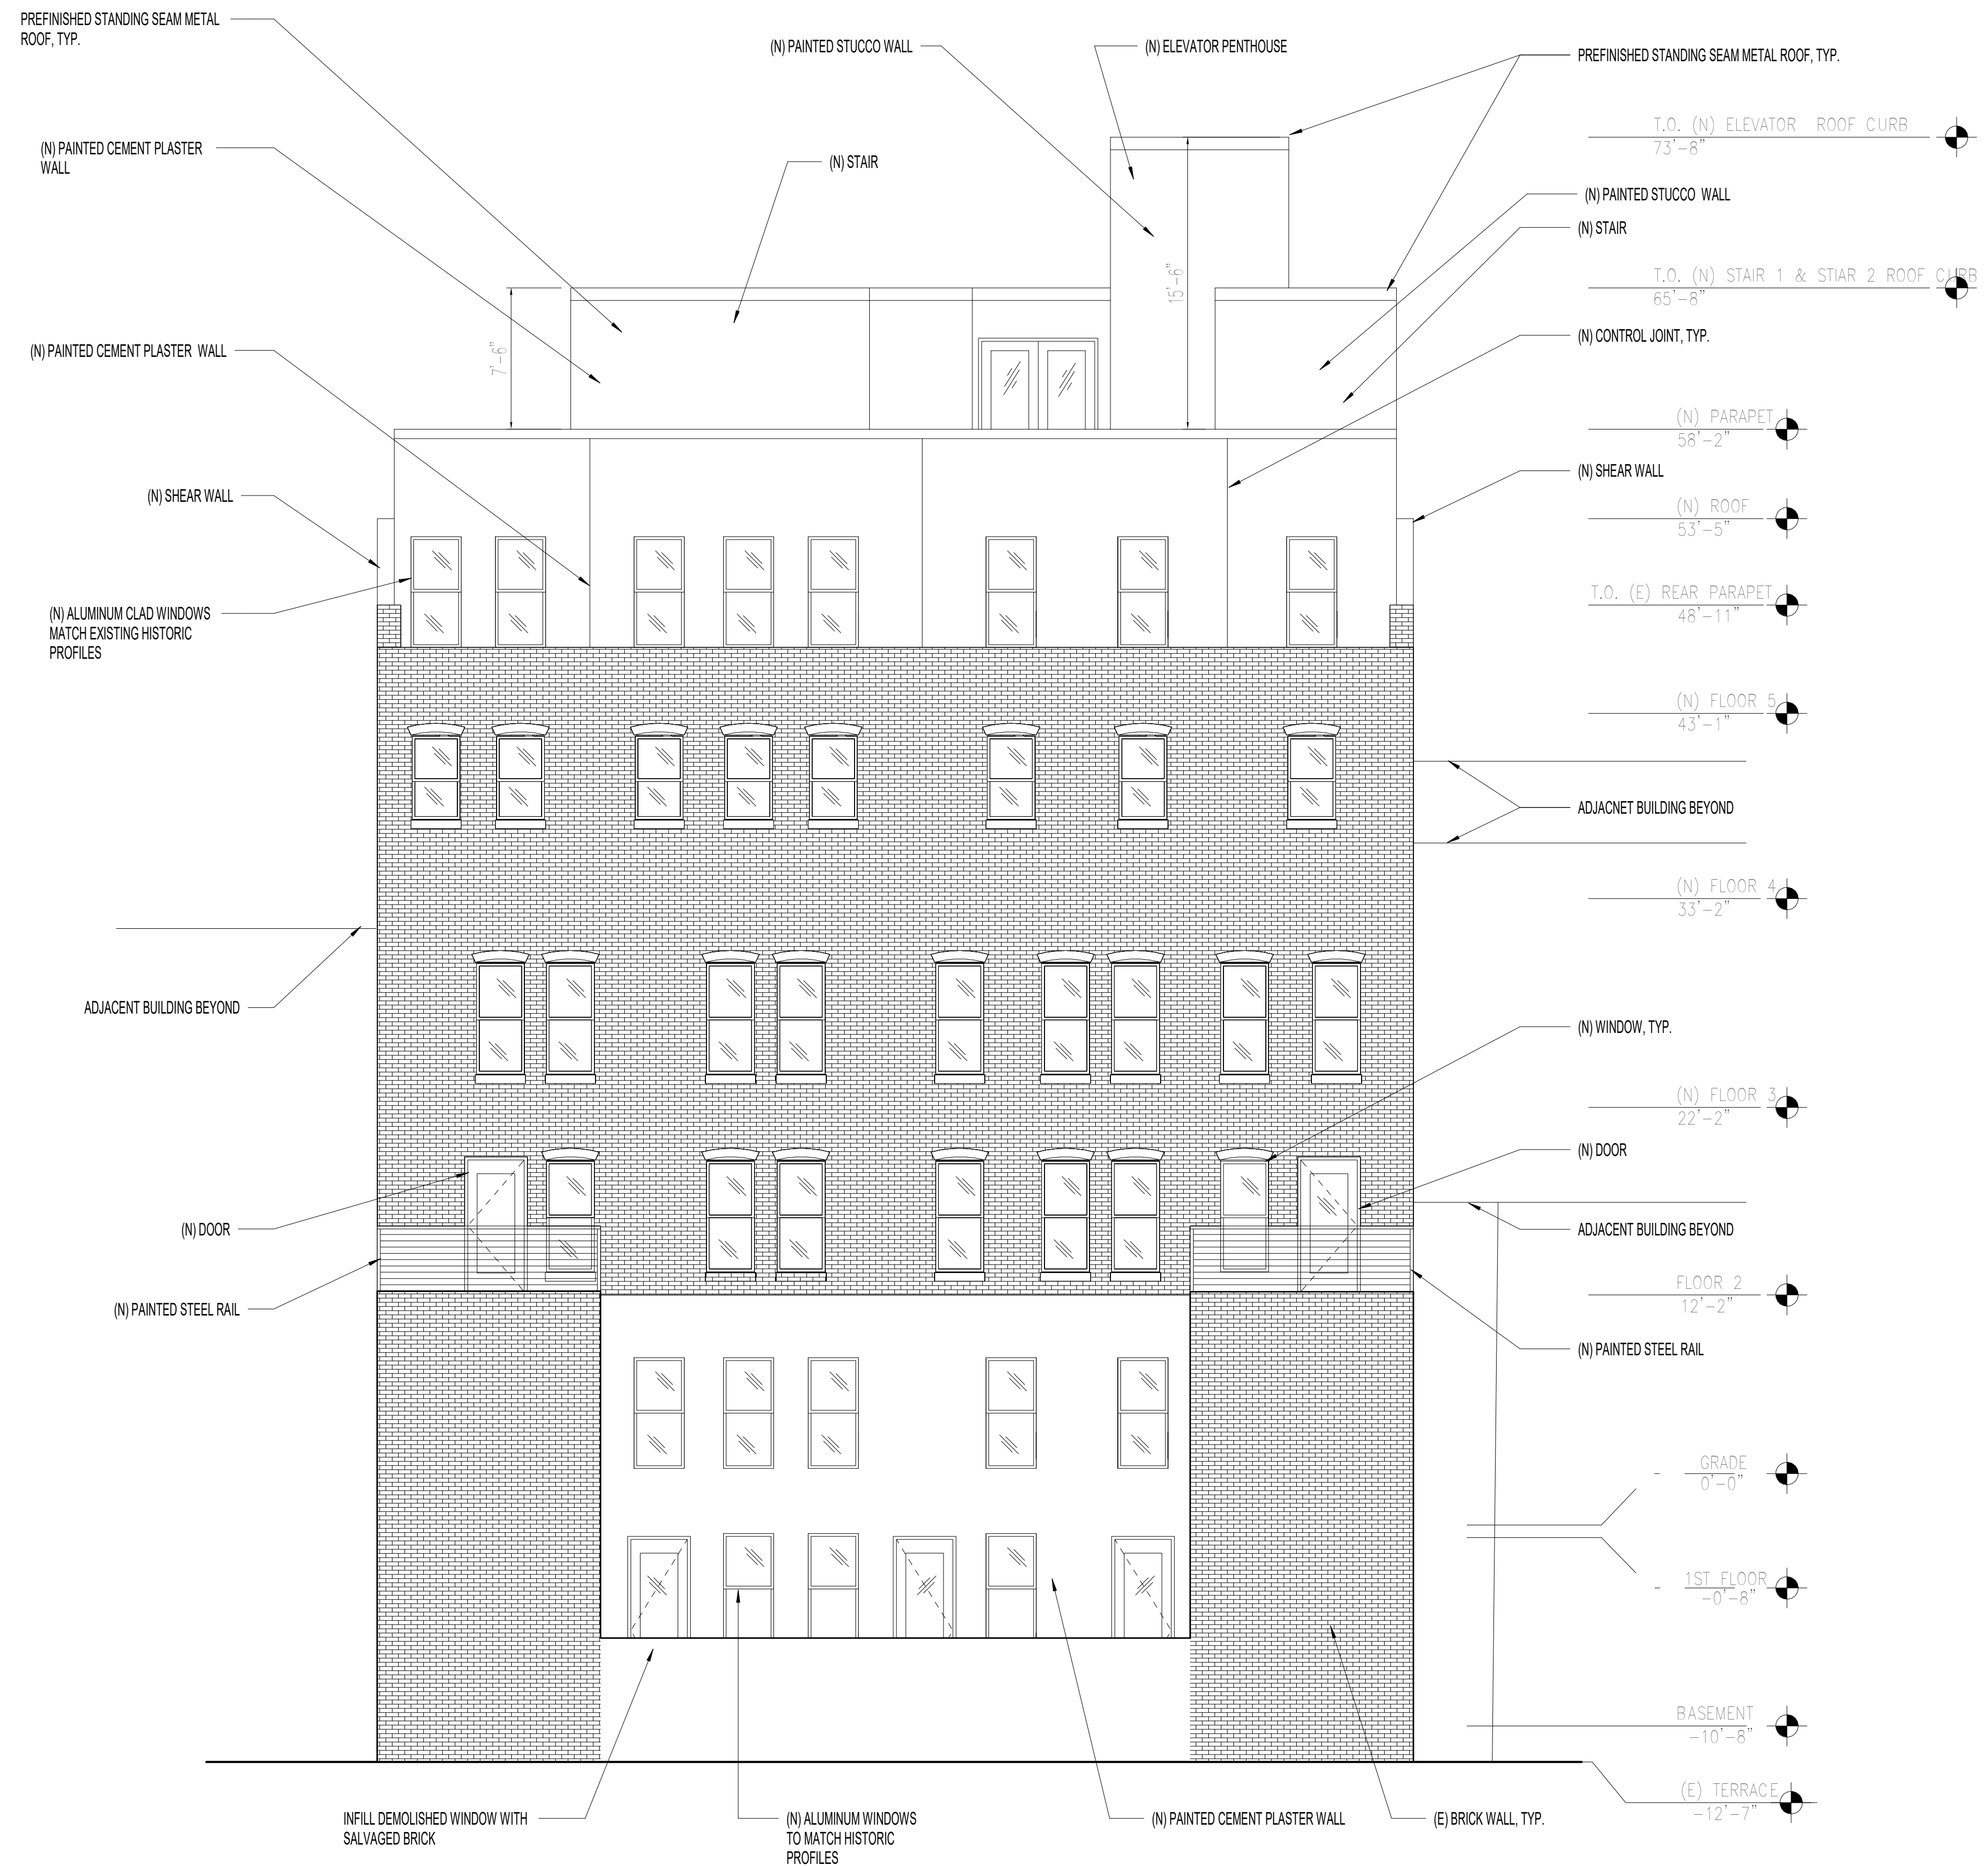 PREFINISHED STANDING SEAM METAL
ROOF, TYP.
(N) PAINTED STUCCO WALL
(N) ELEVATOR PENTHOUSE
PREFINISHED STANDING SEAM METAL ROOF, TYP.
T.O. (N) ELEVATOR ROOF CURB
73'-8"
(N) PAINTED CEMENT PLASTER
WALL
(N) STAIR
(N) PAINTED STUCCO WALL
(N) STAIR
T.O. (N) STAIR 1 & STIAR 2 ROOF CURB
65'-8"
15'-6"
7'-6"
(N) PAINTED CEMENT PLASTER WALL
(N) CONTROL JOINT, TYP.
(N) PARAPET
58'-2"
(N) SHEAR WALL
(N) SHEAR WALL
(N) ROOF
53'-5"
T.O. (E) REAR PARAPET
48'-11"
(N) ALUMINUM CLAD WINDOWS
MATCH EXISTING HISTORIC
PROFILES
(N) FLOOR 5
43'-1"
ADJACNET BUILDING BEYOND
(N) FLOOR 4
33'-2"
ADJACENT BUILDING BEYOND
(N) WINDOW, TYP.
(N) FLOOR 3
22'-2"
(N) DOOR
(N) DOOR
ADJACENT BUILDING BEYOND
FLOOR 2
12'-2"
(N) PAINTED STEEL RAIL
(N) PAINTED STEEL RAIL
GRADE
0'-0"
1ST FLOOR
-0'-8"
BASEMENT
-10'-8"
(E) TERRACE
-12'-7"
INFILL DEMOLISHED WINDOW WITH
SALVAGED BRICK
(N) ALUMINUM WINDOWS
TO MATCH HISTORIC
PROFILES
(N) PAINTED CEMENT PLASTER WALL
(E) BRICK WALL, TYP.